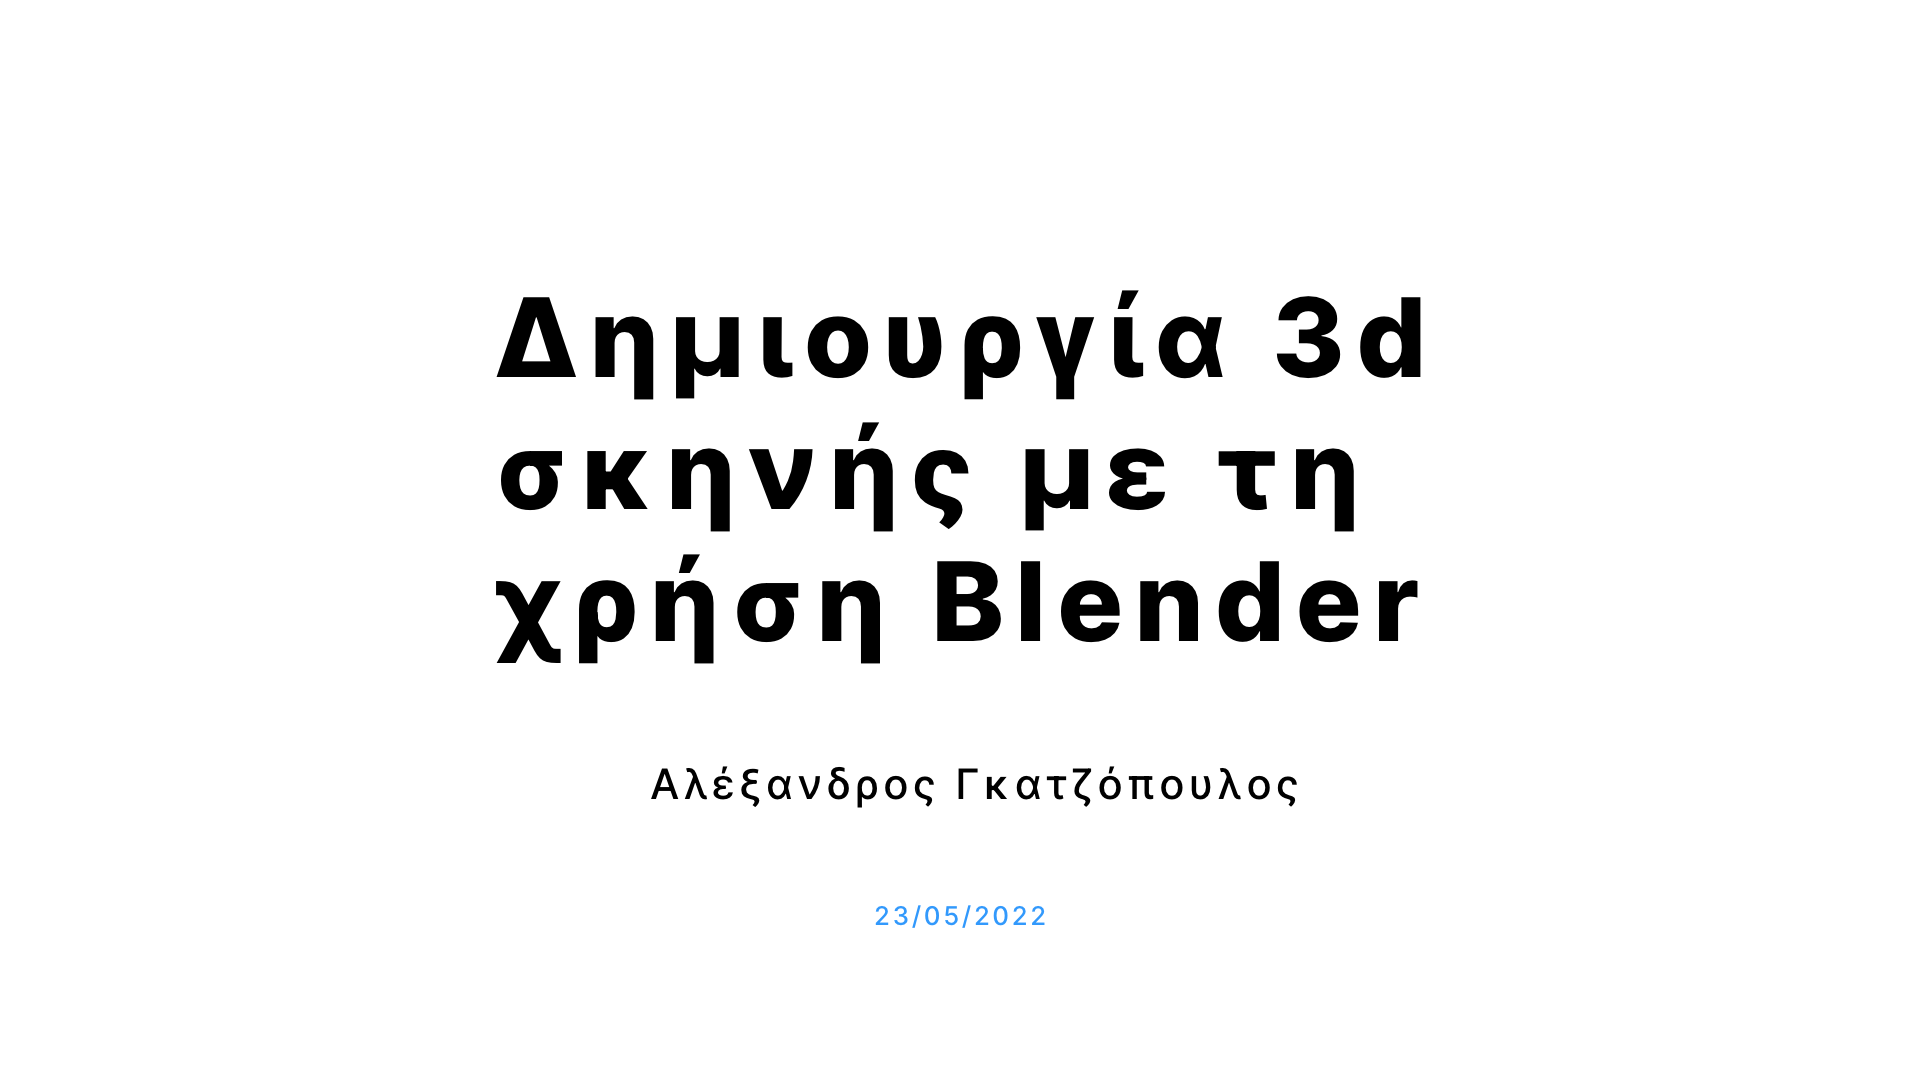 Δημιουργία 3d
σκηνής με τη
χρήση Blender
Αλέξανδρος Γκατζόπουλος
23/05/2022